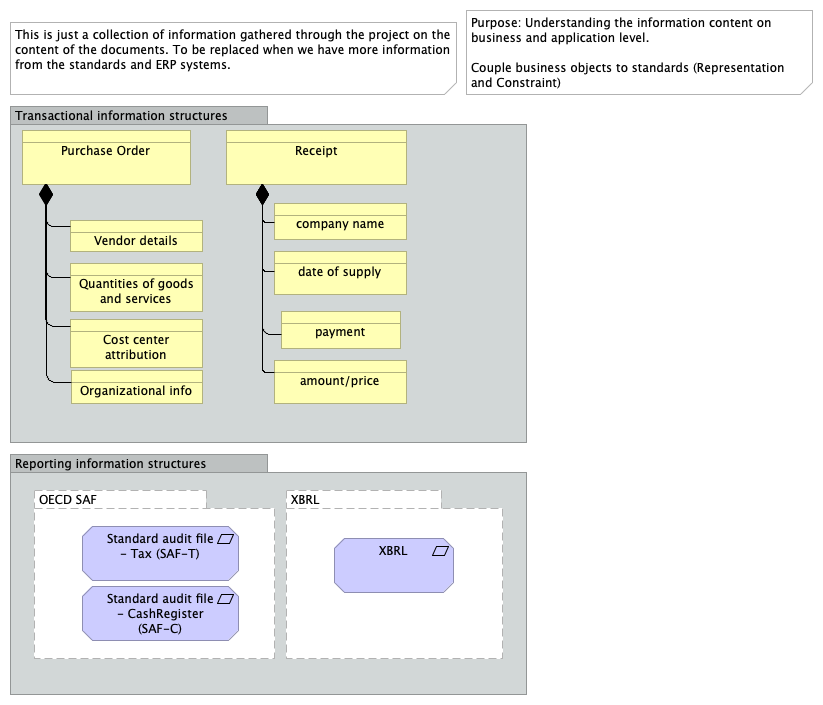 This is just a collection of information gathered through the project on the
content of the documents. To be replaced when we have more information
from the standards and ERP systems.
Purpose: Understanding the information content on
business and application level.
Couple business objects to standards (Representation
and Constraint)
Transactional information structures
Purchase Order
Receipt
Vendor details
Quantities of goods
and services
Cost center
attribution
Organizational info
company name
date of supply
payment
amount/price
Reporting information structures
OECD SAF
Standard audit file
- Tax (SAF-T)
Standard audit file
- CashRegister
(SAF-C)
XBRL
XBRL